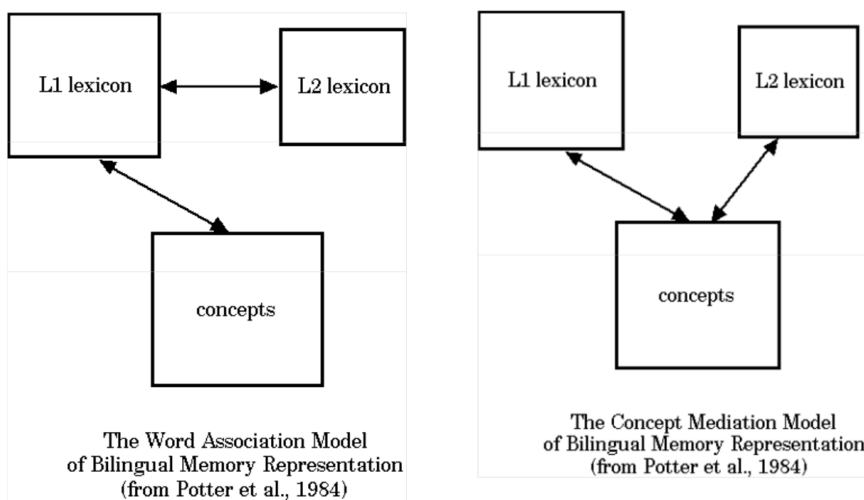 L1 lexicon
L2 lexicon
concepts
The Word Association Model
of Bilingual Memory Representation
(from Potter et al., 1984)
L1 lexicon
L2 lexicon
concepts
The Concept Mediation Model
of Bilingual Memory Representation
(from Potter et al., 1984)